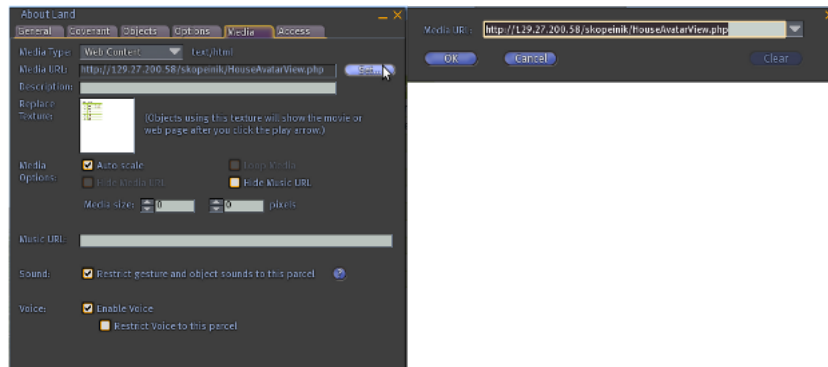 About Land
General Covenant Objects Options Media Access
Media Type: Web Content text/html
Media URL: http://129.27.200.58/skopeinik/HouseAvatarView.php Set...
Description:
Replace
Texture:
(Objects using this texture will show the movie or
web page after you click the play arrow.)
Media
Options:
Auto scale
Loop Media
Hide Media URL
Hide Music URL
Media size: 0 0 pixels
Music URL:
Sound: Restrict gesture and object sounds to this parcel ?
Voice: Enable Voice
Restrict Voice to this parcel
Media URL: http://129.27.200.58/skopeinik/HouseAvatarView.php
OK Cancel Clear